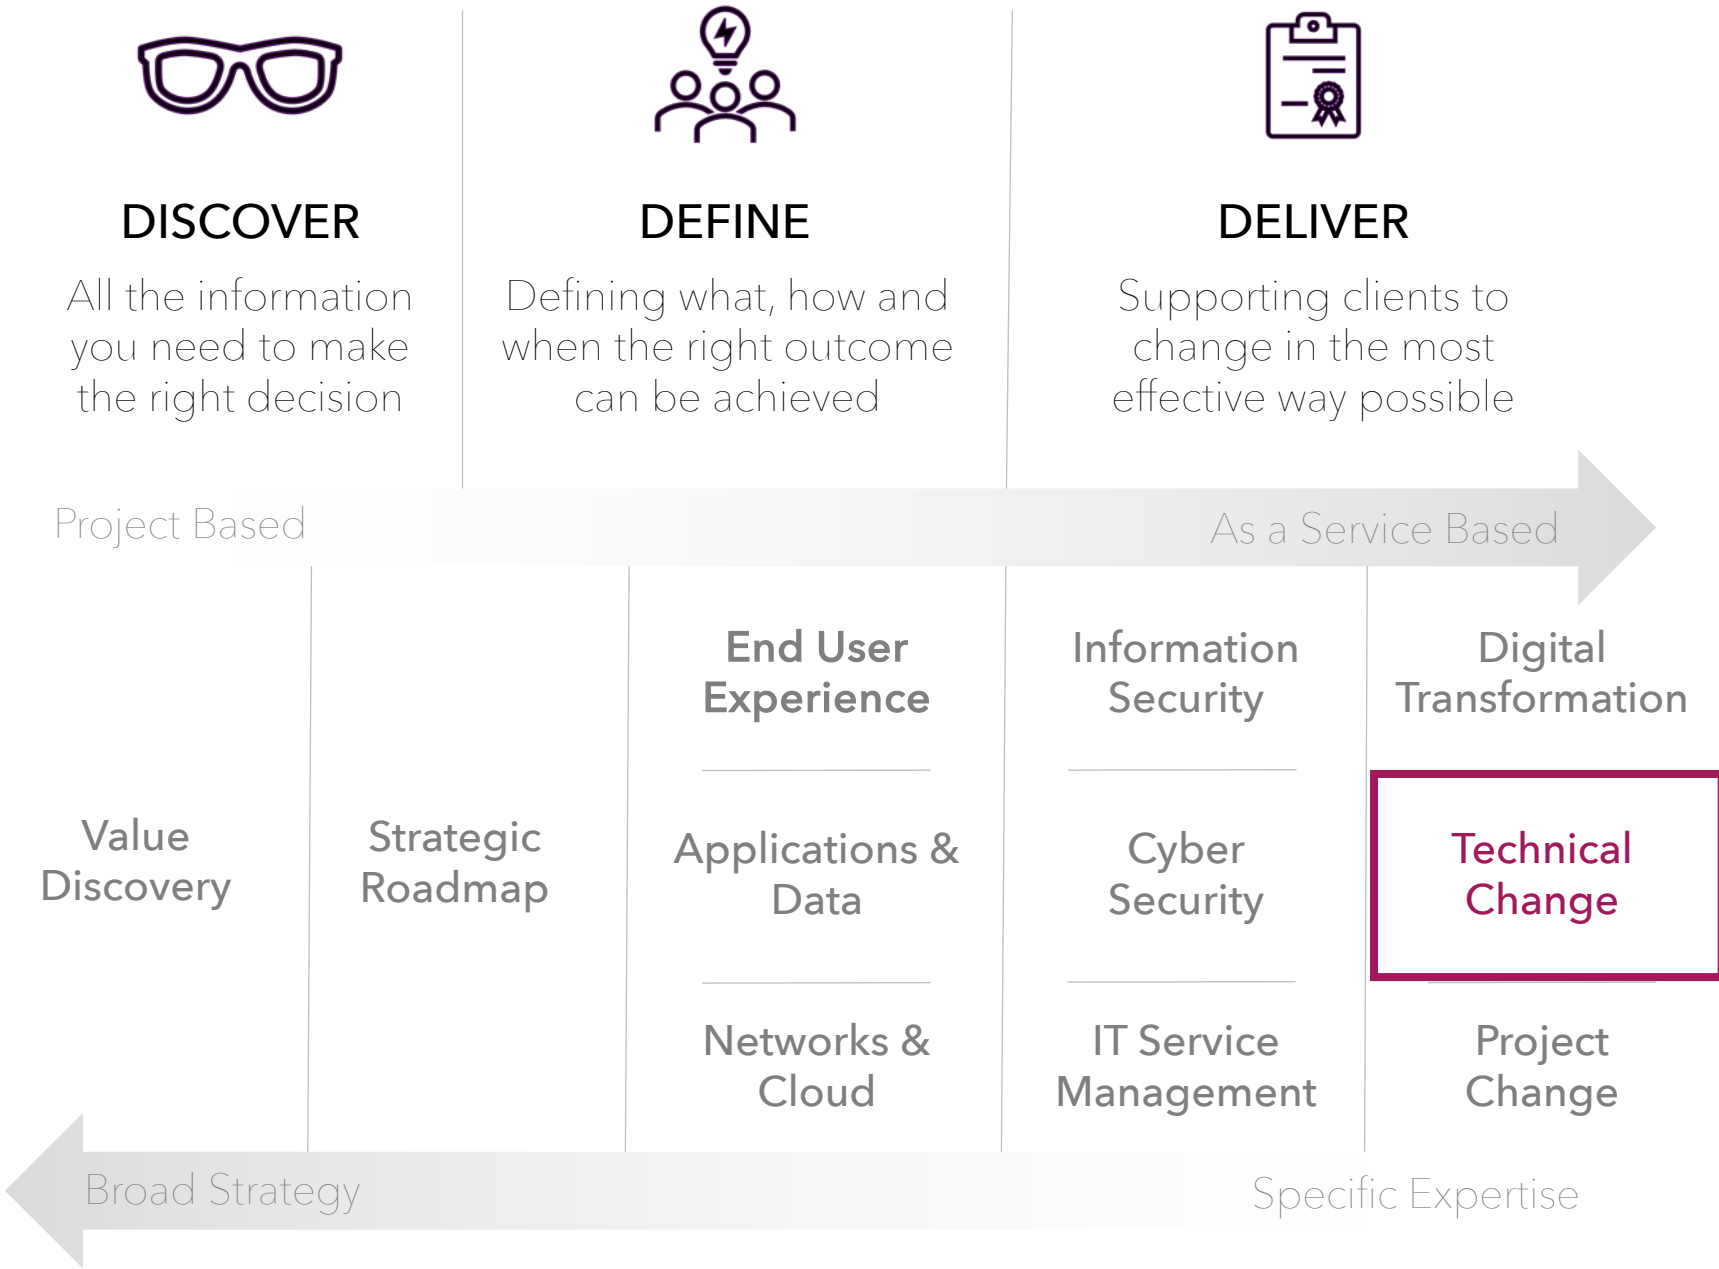 DISCOVER
All the information
you need to make
the right decision
DEFINE
Defining what, how and
when the right outcome
can be achieved
DELIVER
Supporting clients to
change in the most
effective way possible
Project Based
As a Service Based
Value
Discovery
Strategic
Roadmap
End User
Experience
Applications &
Data
Networks &
Cloud
Information
Security
Cyber
Security
IT Service
Management
Digital
Transformation
Technical
Change
Project
Change
Broad Strategy
Specific Expertise